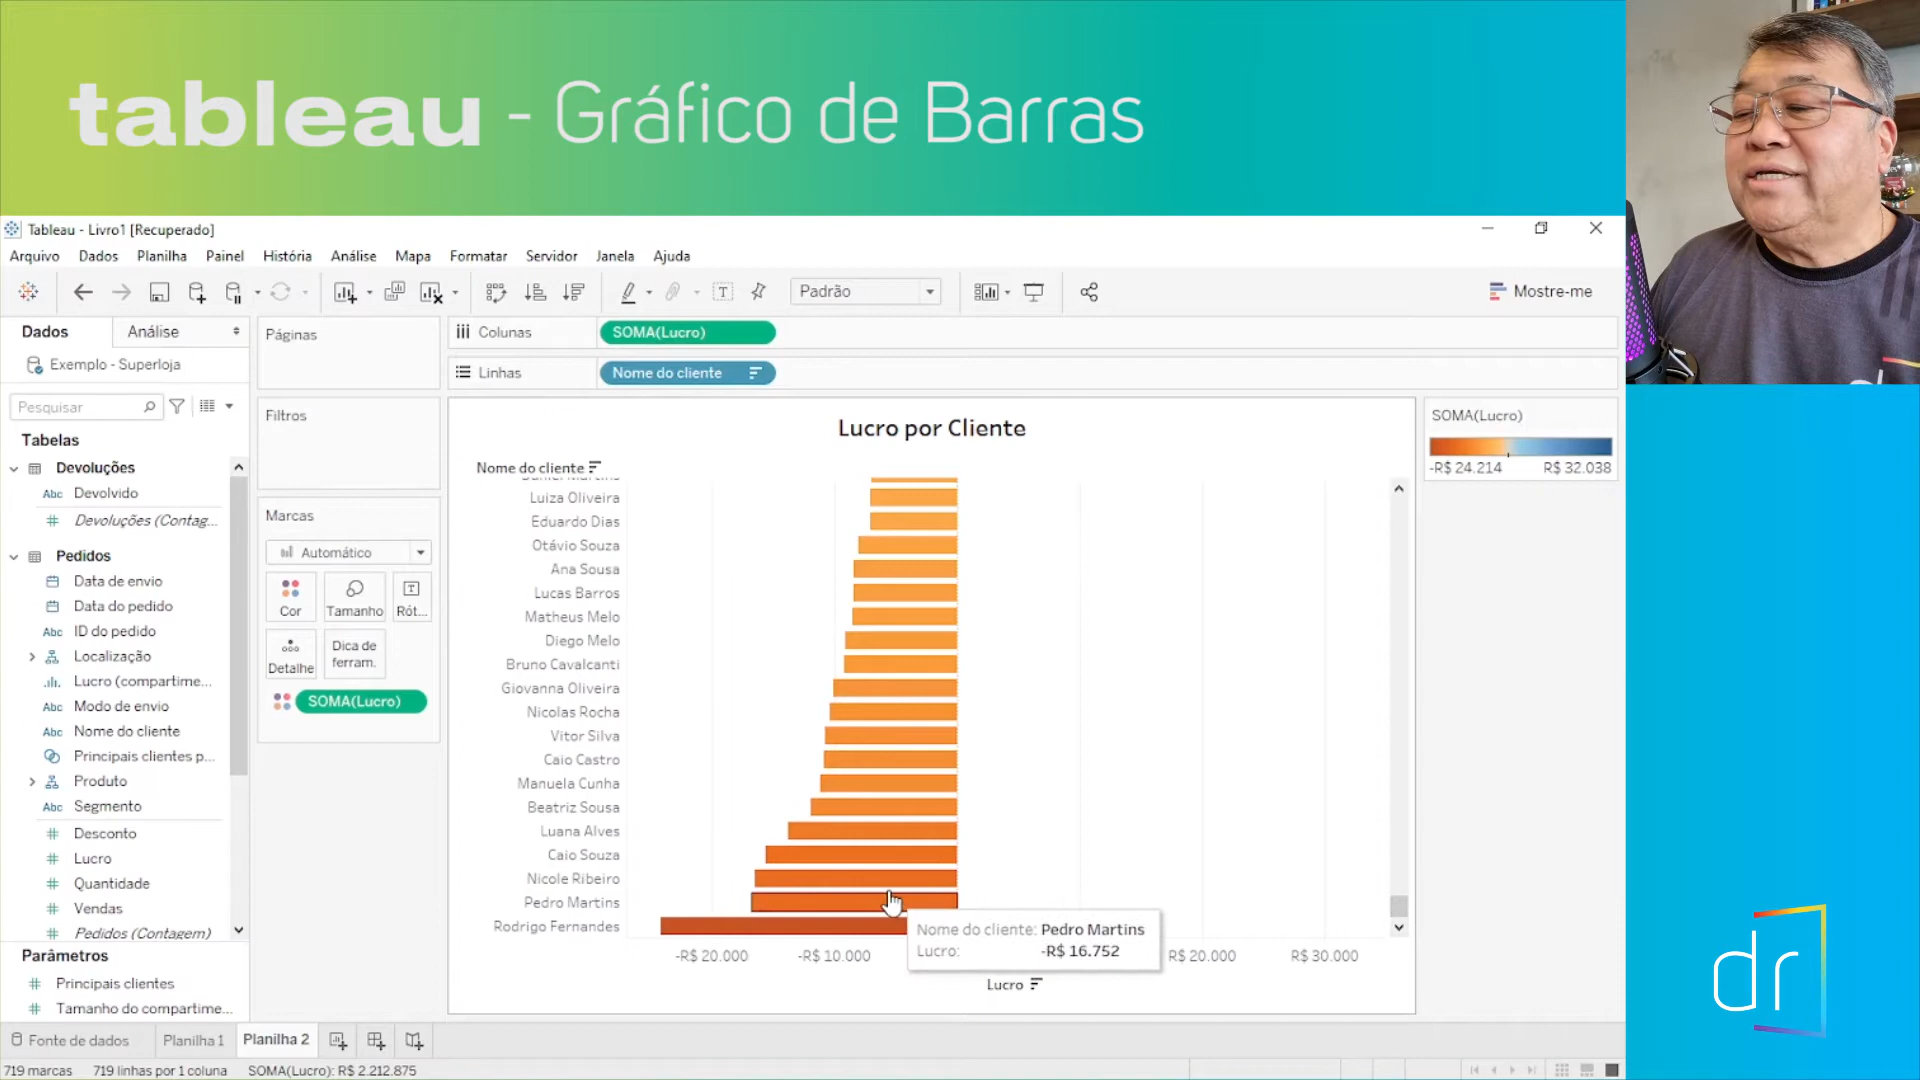 tableau - Gráfico de Barras
Tableau - Livro1 [Recuperado]
Arquivo Dados Planilha Painel História Análise Mapa Formatar Servidor Janela Ajuda
Padrão
Mostre-me
Dados Análise
Exemplo - Superloja
Pesquisar
Tabelas
Devoluções
Abc Devolvido
Devoluções (Contag...
Pedidos
Data de envio
Data do pedido
Abc ID do pedido
Localização
Lucro (compartime...
Abc Modo de envio
Abc Nome do cliente
Principais clientes p...
Produto
Abc Segmento
Desconto
Lucro
Quantidade
Vendas
Pedidos (Contagem)
Parâmetros
Principais clientes
Tamanho do compartime...
Páginas
Filtros
Marcas
Automático
Cor Tamanho Rót...
Detalhe Dica de ferram.
SOMA(Lucro)
Colunas SOMA(Lucro)
Linhas Nome do cliente
Lucro por Cliente
Nome do cliente
Luiza Oliveira
Eduardo Dias
Otávio Souza
Ana Sousa
Lucas Barros
Matheus Melo
Diego Melo
Bruno Cavalcanti
Giovanna Oliveira
Nicolas Rocha
Vitor Silva
Caio Castro
Manuela Cunha
Beatriz Sousa
Luana Alves
Caio Souza
Nicole Ribeiro
Pedro Martins
Rodrigo Fernandes
Nome do cliente: Pedro Martins
Lucro: -R$ 16.752
-R$ 20.000 -R$ 10.000 R$ 20.000 R$ 30.000
Lucro
SOMA(Lucro)
-R$ 24.214 R$ 32.038
dr
Fonte de dados Planilha 1 Planilha 2
719 marcas 719 linhas por 1 coluna SOMA(Lucro): R$ 2.212.875